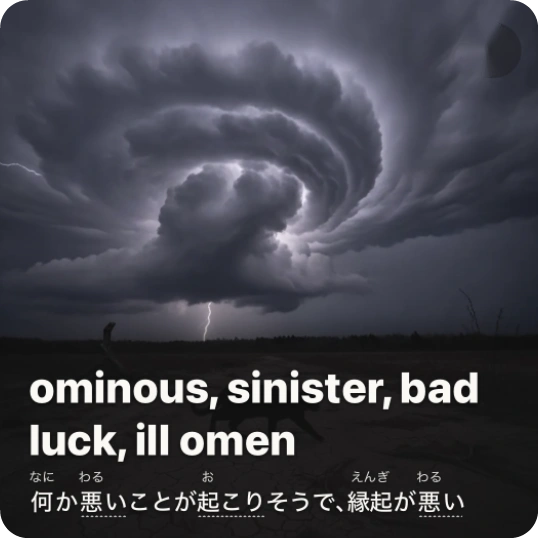 ominous, sinister, bad
luck, ill omen
なに わる お えんぎ わる
何か悪いことが起こりそうで、縁起が悪い